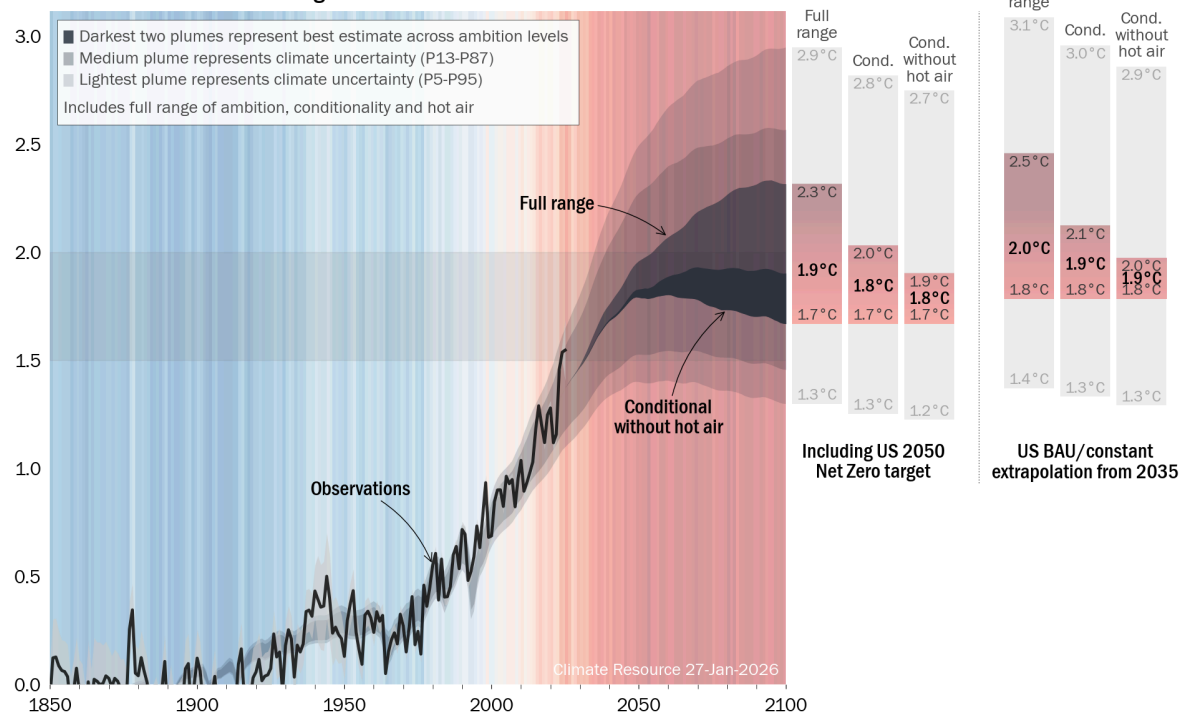 3.0
2.5
2.0
1.5
1.0
0.5
0.0
1850
1900
1950
2000
2050
2100
Darkest two plumes represent best estimate across ambition levels
Medium plume represents climate uncertainty (P13-P87)
Lightest plume represents climate uncertainty (P5-P95)
Includes full range of ambition, conditionality and hot air
Full range
Conditional
without hot air
Observations
Climate Resource 27-Jan-2026
Full
range
2.9°C
2.3°C
1.9°C
1.7°C
1.3°C
Cond.
2.8°C
2.0°C
1.8°C
1.7°C
1.3°C
Cond.
without
hot air
2.7°C
1.9°C
1.8°C
1.7°C
1.2°C
Including US 2050
Net Zero target
range
3.1°C
2.5°C
2.0°C
1.8°C
1.4°C
Cond.
3.0°C
2.1°C
1.9°C
1.8°C
1.3°C
Cond.
without
hot air
2.9°C
2.0°C
1.9°C
1.8°C
1.3°C
US BAU/constant
extrapolation from 2035